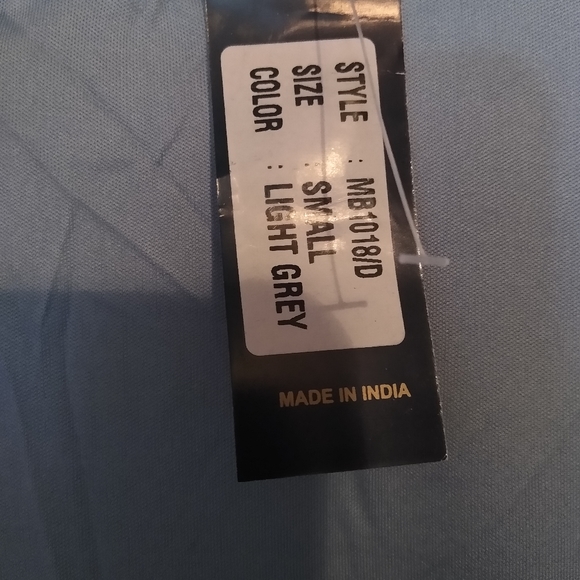 STYLE : MB1018/D
SIZE : SMALL
COLOR : LIGHT GREY
MADE IN INDIA